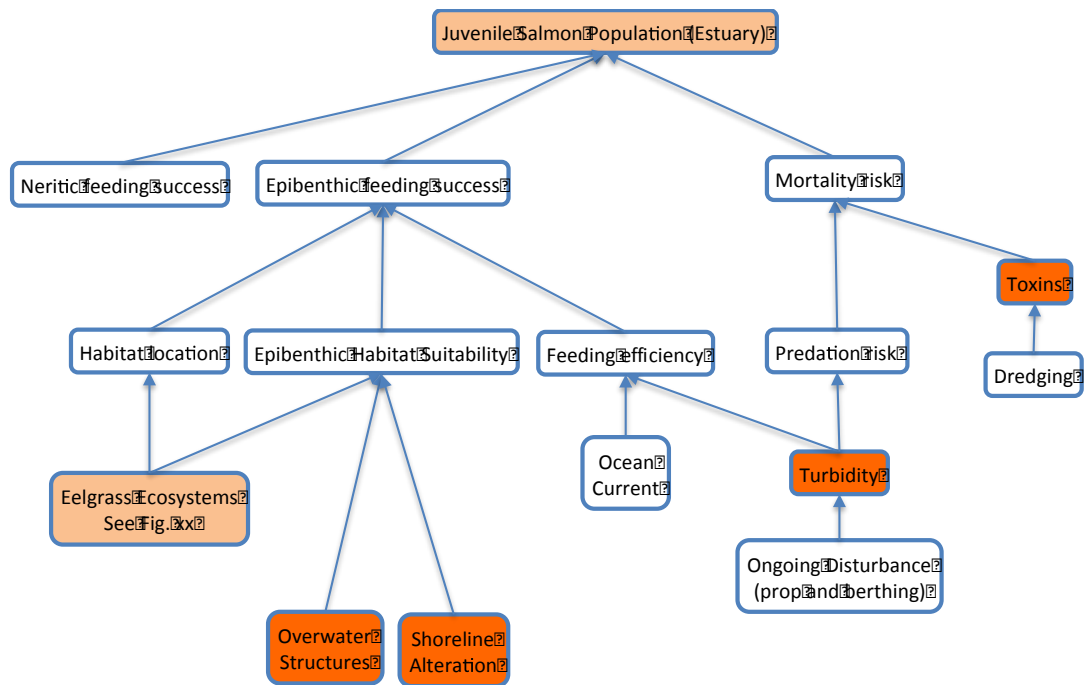 Juvenile Salmon Population (Estuary)
Neritic feeding success
Epibenthic feeding success
Mortality risk
Toxins
Habitat location
Epibenthic Habitat Suitability
Feeding efficiency
Predation risk
Dredging
Ocean
Current
Turbidity
Eelgrass Ecosystems
See Fig. xx
Ongoing Disturbance
(prop and berthing)
Overwater
Structures
Shoreline
Alteration